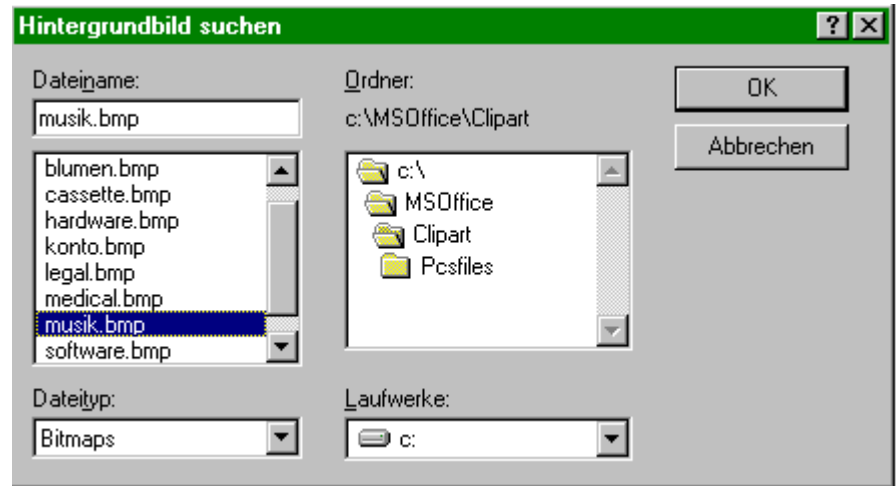 Hintergrundbild suchen
Dateiname:
musik.bmp
blumen.bmp
cassette.bmp
hardware.bmp
konto.bmp
legal.bmp
medical.bmp
musik.bmp
software.bmp
Dateityp:
Bitmaps
Ordner:
c:\MSOffice\Clipart
c:\
MSOffice
Clipart
Pcsfiles
Laufwerke:
c:
OK
Abbrechen